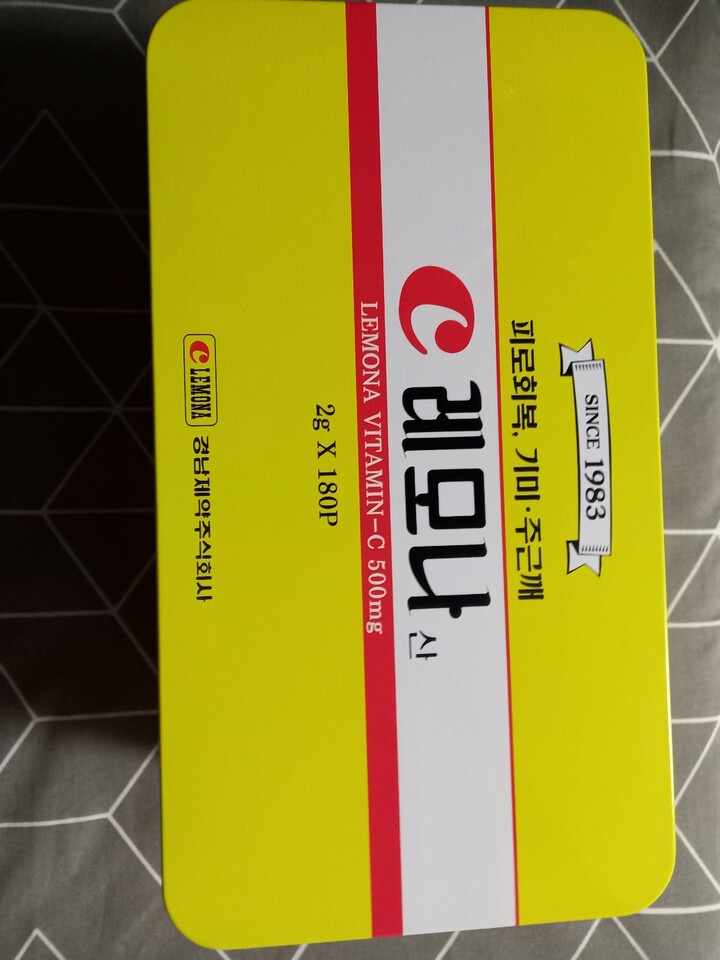 SINCE 1983
피로회복, 기미·주근깨
레모나 산
LEMONA VITAMIN-C 500mg
2g X 180P
LEMONA 경남제약주식회사